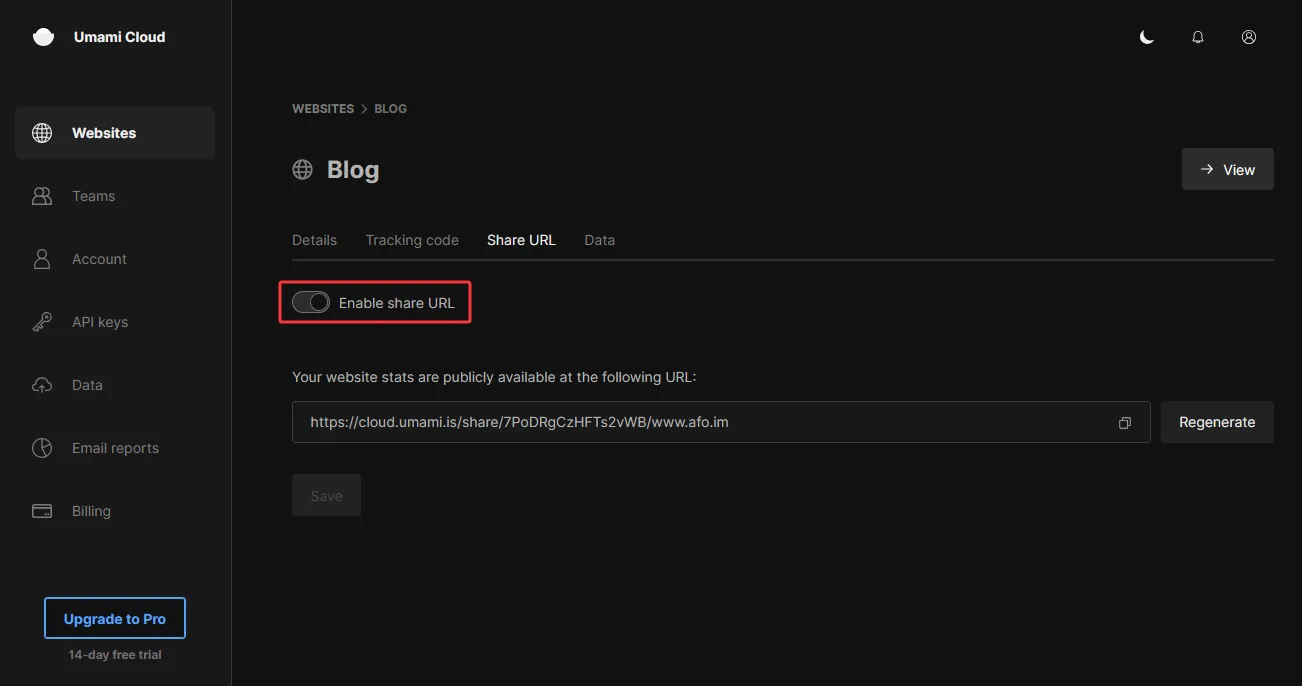 Umami Cloud
Websites
Teams
Account
API keys
Data
Email reports
Billing
Upgrade to Pro
14-day free trial
WEBSITES > BLOG
Blog
View
Details Tracking code Share URL Data
Enable share URL
Your website stats are publicly available at the following URL:
https://cloud.umami.is/share/7PoDRgCzHFTs2vWB/www.afo.im
Regenerate
Save